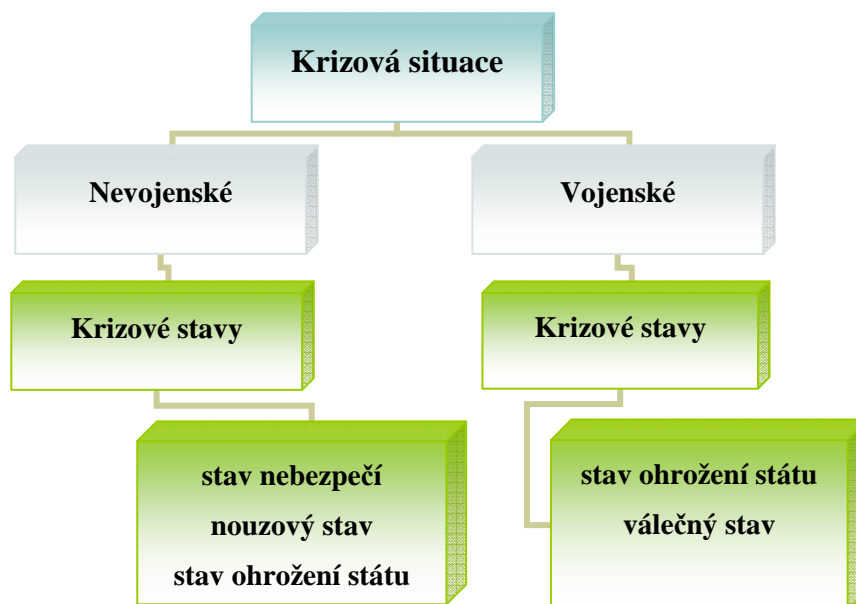 Krizová situace
Nevojenské
Vojenské
Krizové stavy
Krizové stavy
stav nebezpečí
nouzový stav
stav ohrožení státu
stav ohrožení státu
válečný stav